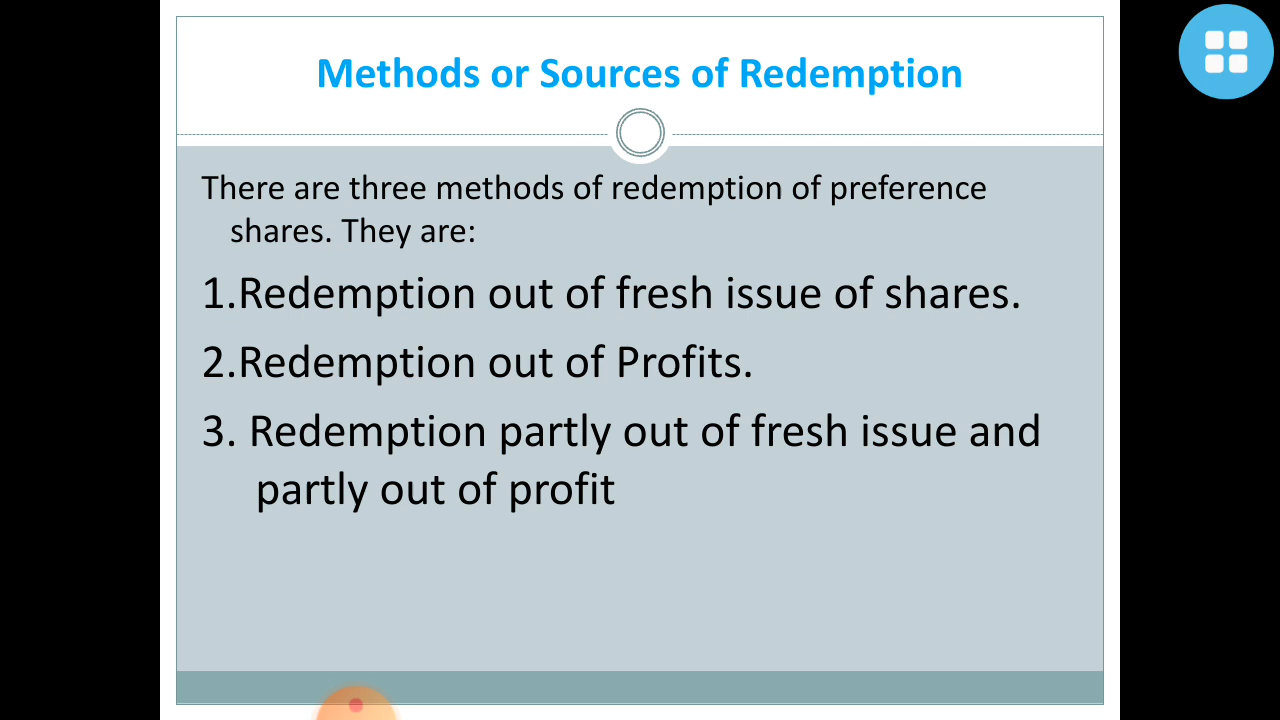 Methods or Sources of Redemption
There are three methods of redemption of preference
shares. They are:
1.Redemption out of fresh issue of shares.
2.Redemption out of Profits.
3. Redemption partly out of fresh issue and
partly out of profit